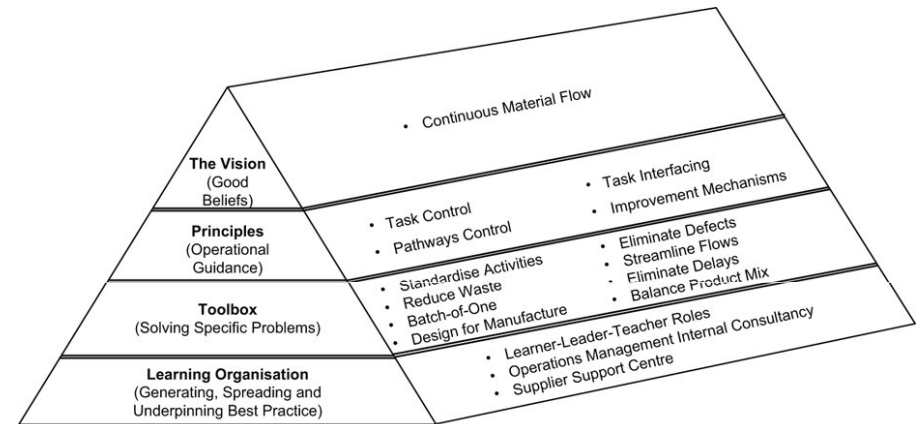 • Continuous Material Flow
The Vision
(Good
Beliefs)
• Task Control
• Pathways Control
• Task Interfacing
• Improvement Mechanisms
Principles
(Operational
Guidance)
• Standardise Activities
• Reduce Waste
• Batch-of-One
• Design for Manufacture
• Eliminate Defects
• Streamline Flows
• Eliminate Delays
• Balance Product Mix
Toolbox
(Solving Specific Problems)
• Learner-Leader-Teacher Roles
• Operations Management Internal Consultancy
• Supplier Support Centre
Learning Organisation
(Generating, Spreading and
Underpinning Best Practice)